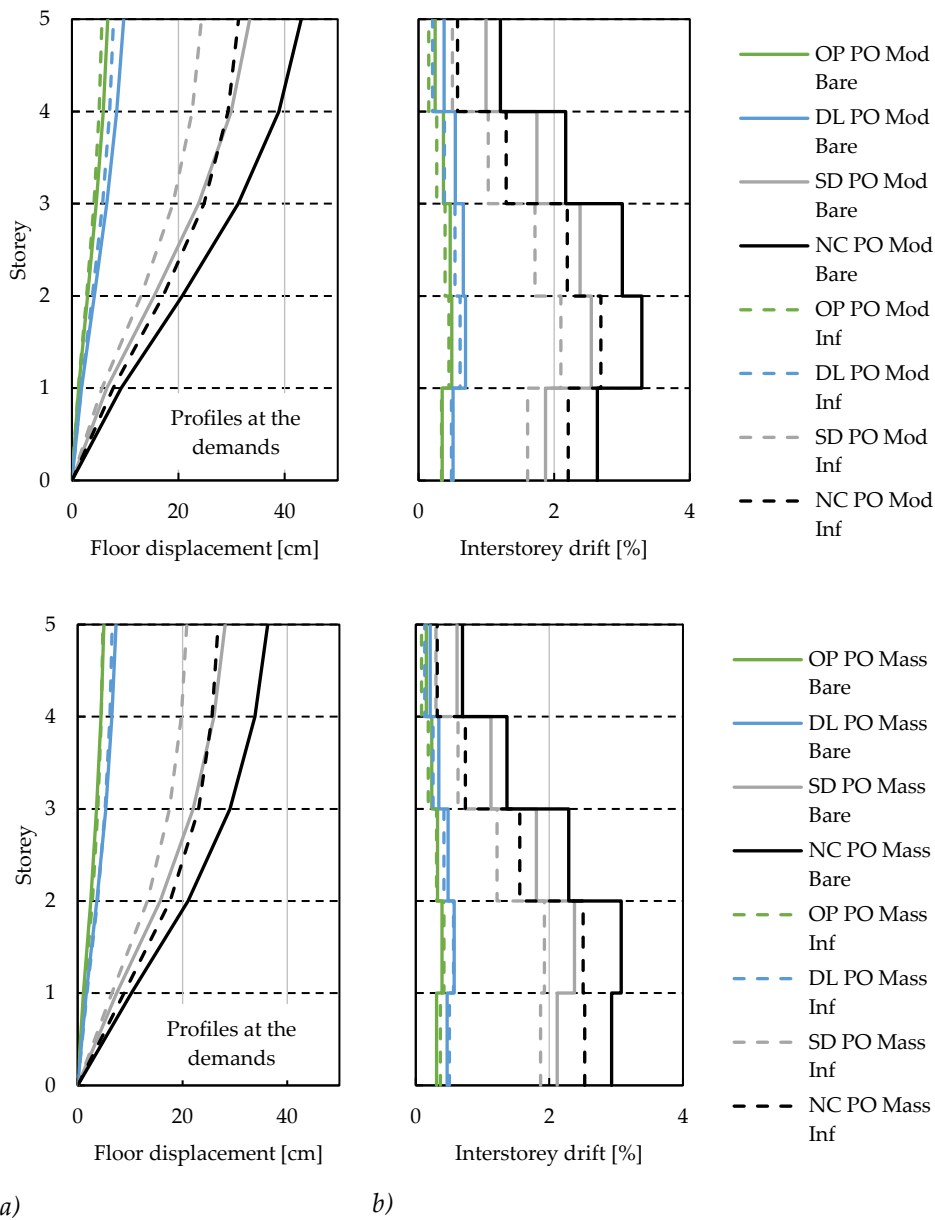 5
4
3
2
1
0
Storey
Profiles at the
demands
0
20
40
Floor displacement [cm]
0
2
4
Interstorey drift [%]
OP PO Mod
Bare
DL PO Mod
Bare
SD PO Mod
Bare
NC PO Mod
Bare
OP PO Mod
Inf
DL PO Mod
Inf
SD PO Mod
Inf
NC PO Mod
Inf
5
4
3
2
1
0
Storey
Profiles at the
demands
0
20
40
Floor displacement [cm]
0
2
4
Interstorey drift [%]
OP PO Mass
Bare
DL PO Mass
Bare
SD PO Mass
Bare
NC PO Mass
Bare
OP PO Mass
Inf
DL PO Mass
Inf
SD PO Mass
Inf
NC PO Mass
Inf
a)
b)